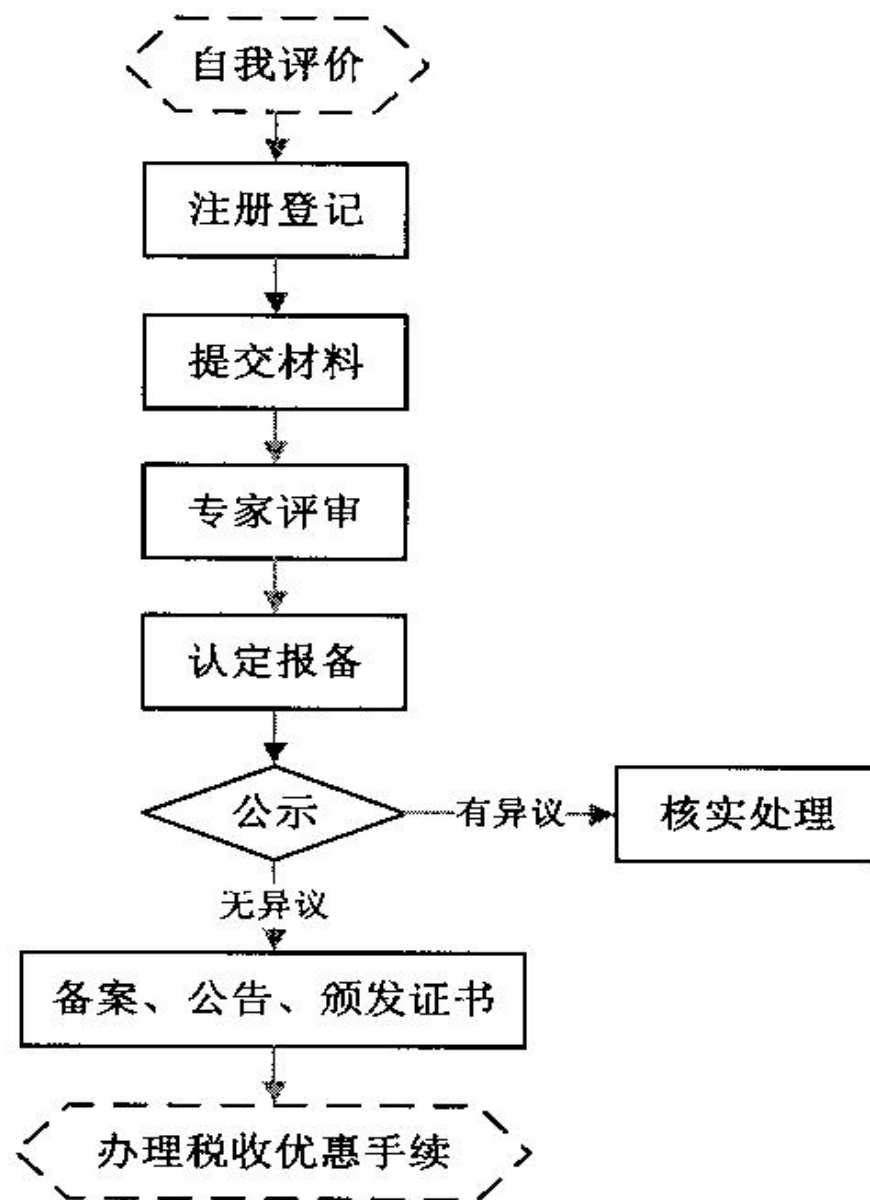 自我评价
注册登记
提交材料
专家评审
认定报备
公示
有异议
核实处理
无异议
备案、公告、颁发证书
办理税收优惠手续